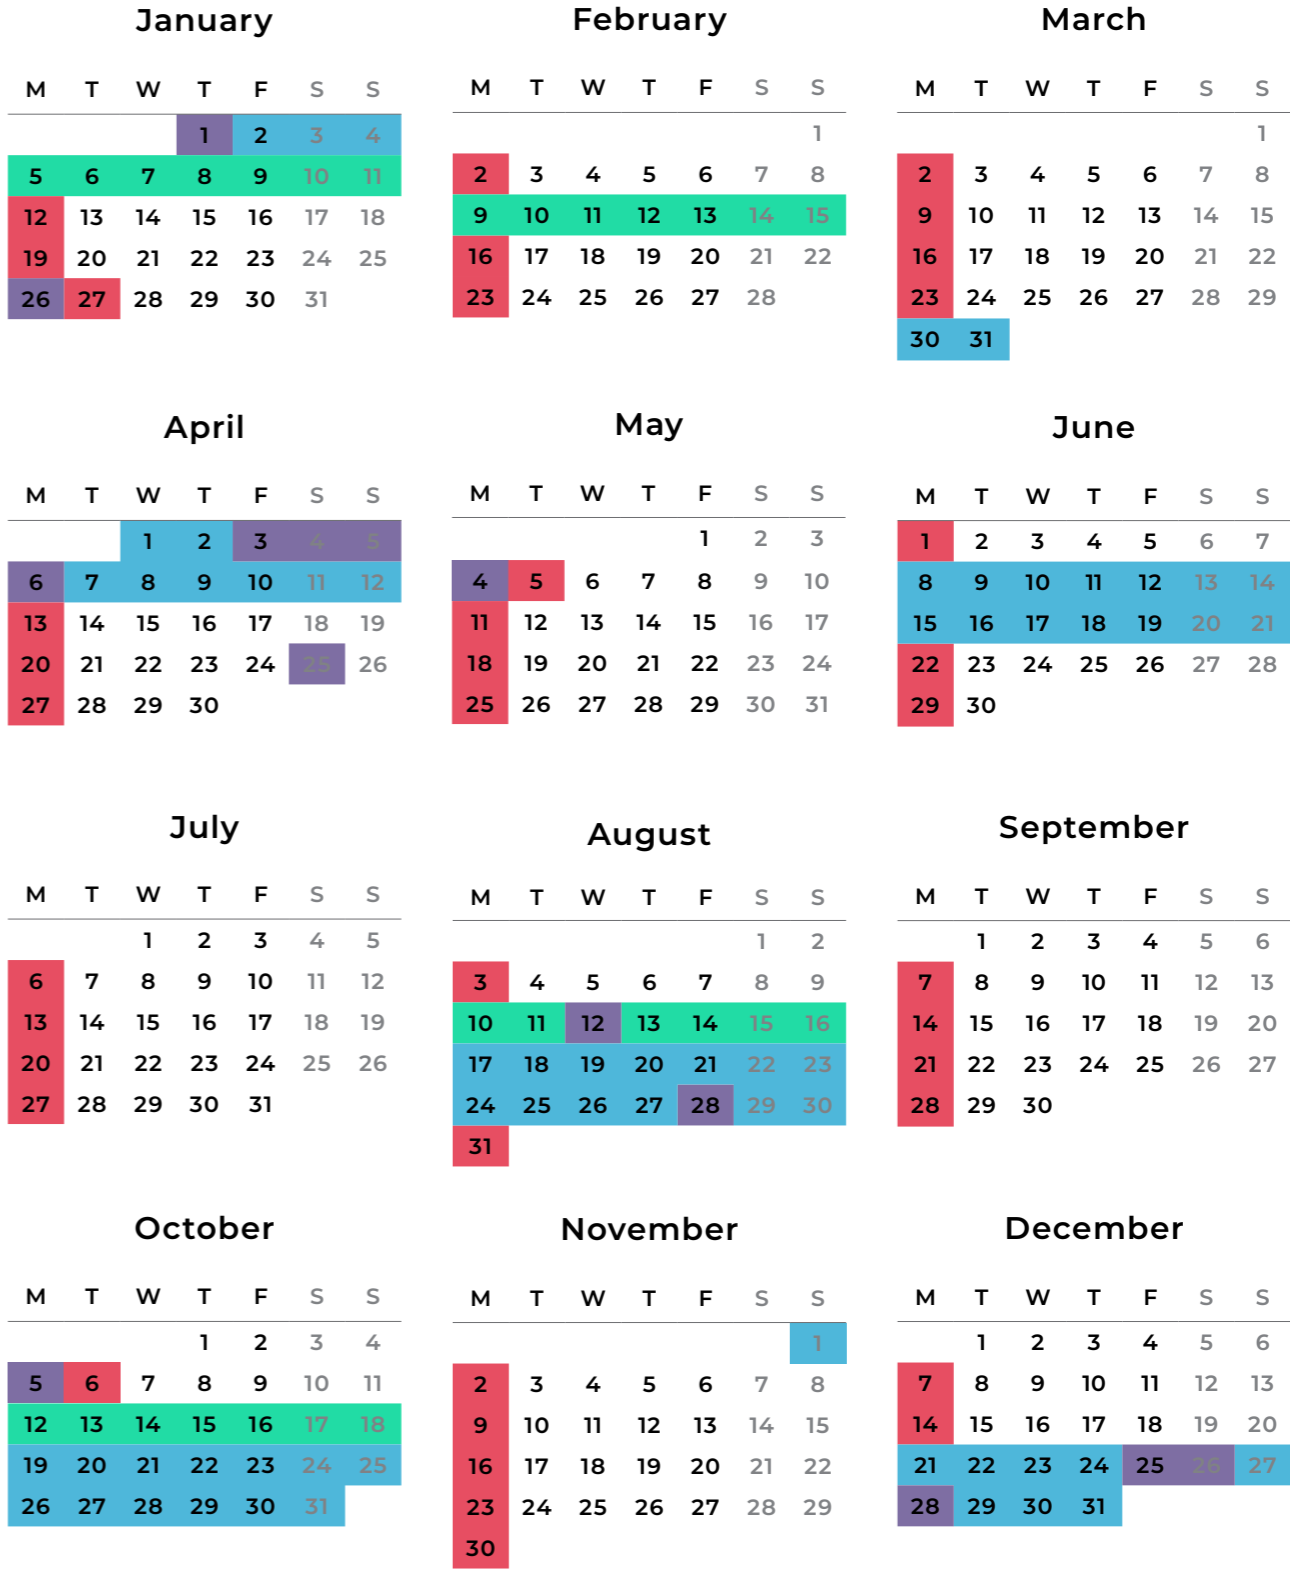 January
M T W T F S S
1 2 3 4
5 6 7 8 9 10 11
12 13 14 15 16 17 18
19 20 21 22 23 24 25
26 27 28 29 30 31
February
M T W T F S S
1
2 3 4 5 6 7 8
9 10 11 12 13 14 15
16 17 18 19 20 21 22
23 24 25 26 27 28
March
M T W T F S S
1
2 3 4 5 6 7 8
9 10 11 12 13 14 15
16 17 18 19 20 21 22
23 24 25 26 27 28 29
30 31
April
M T W T F S S
1 2 3 4 5
6 7 8 9 10 11 12
13 14 15 16 17 18 19
20 21 22 23 24 25 26
27 28 29 30
May
M T W T F S S
1 2 3
4 5 6 7 8 9 10
11 12 13 14 15 16 17
18 19 20 21 22 23 24
25 26 27 28 29 30 31
June
M T W T F S S
1 2 3 4 5 6 7
8 9 10 11 12 13 14
15 16 17 18 19 20 21
22 23 24 25 26 27 28
29 30
July
M T W T F S S
1 2 3 4 5
6 7 8 9 10 11 12
13 14 15 16 17 18 19
20 21 22 23 24 25 26
27 28 29 30 31
August
M T W T F S S
1 2
3 4 5 6 7 8 9
10 11 12 13 14 15 16
17 18 19 20 21 22 23
24 25 26 27 28 29 30
31
September
M T W T F S S
1 2 3 4 5 6
7 8 9 10 11 12 13
14 15 16 17 18 19 20
21 22 23 24 25 26 27
28 29 30
October
M T W T F S S
1 2 3 4
5 6 7 8 9 10 11
12 13 14 15 16 17 18
19 20 21 22 23 24 25
26 27 28 29 30 31
November
M T W T F S S
1
2 3 4 5 6 7 8
9 10 11 12 13 14 15
16 17 18 19 20 21 22
23 24 25 26 27 28 29
30
December
M T W T F S S
1 2 3 4 5 6
7 8 9 10 11 12 13
14 15 16 17 18 19 20
21 22 23 24 25 26 27
28 29 30 31